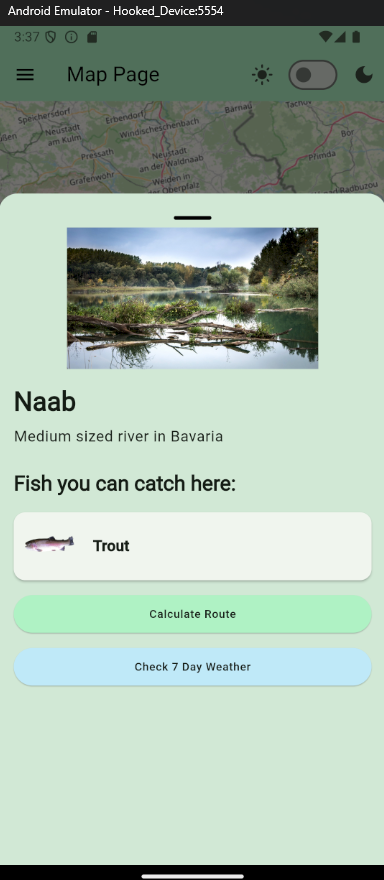 Android Emulator - Hooked_Device:5554
3:37
Map Page
Speichersdorf
Erbendorf
Bärnau
Tachov
Neustadt
am Kulm
Windischeschenbach
Bor
Pressath
Neustadt
an der Waldnaab
Přimda
Grafenwöhr
Weiden in
der Oberpfalz
Naab
Medium sized river in Bavaria
Fish you can catch here:
Trout
Calculate Route
Check 7 Day Weather